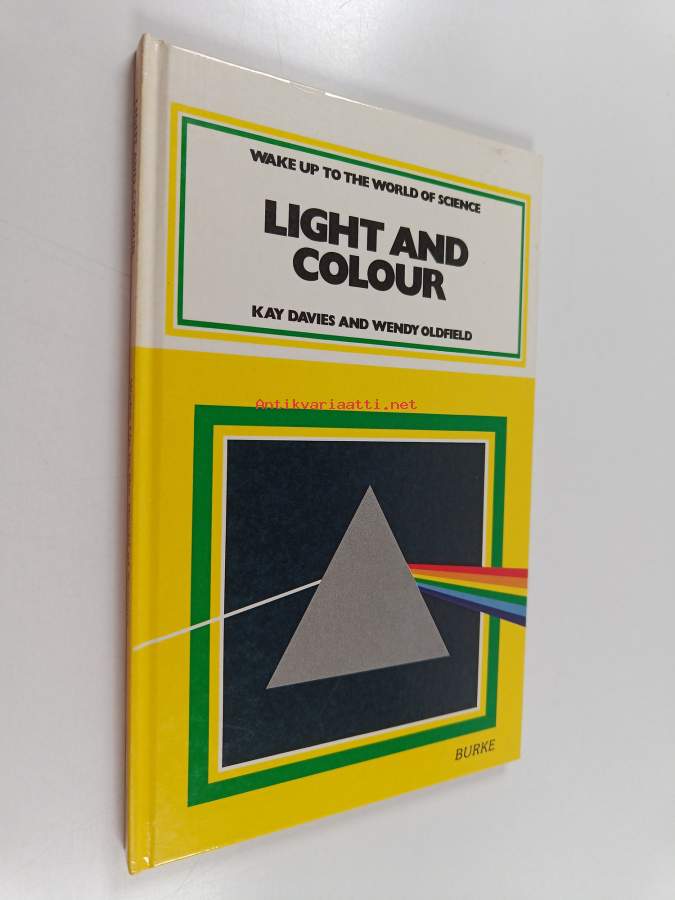 WAKE UP TO THE WORLD OF SCIENCE
LIGHT AND
COLOUR
KAY DAVIES AND WENDY OLDFIELD
Antikvariaatti.net
BURKE